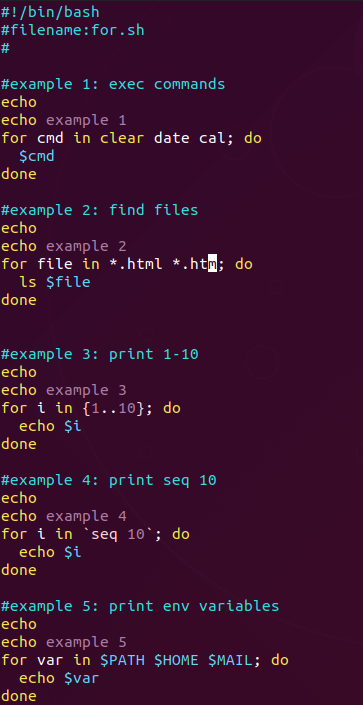 #!/bin/bash
#filename:for.sh
#
#example 1: exec commands
echo
echo example 1
for cmd in clear date cal; do
  $cmd
done
#example 2: find files
echo
echo example 2
for file in *.html *.htm; do
  ls $file
done
#example 3: print 1-10
echo
echo example 3
for i in {1..10}; do
  echo $i
done
#example 4: print seq 10
echo
echo example 4
for i in `seq 10`; do
  echo $i
done
#example 5: print env variables
echo
echo example 5
for var in $PATH $HOME $MAIL; do
  echo $var
done